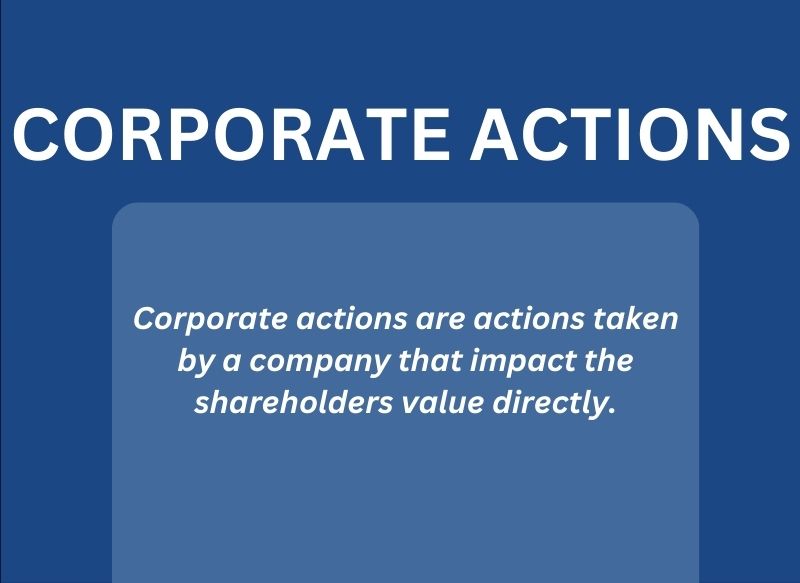 CORPORATE ACTIONS
Corporate actions are actions taken
by a company that impact the
shareholders value directly.